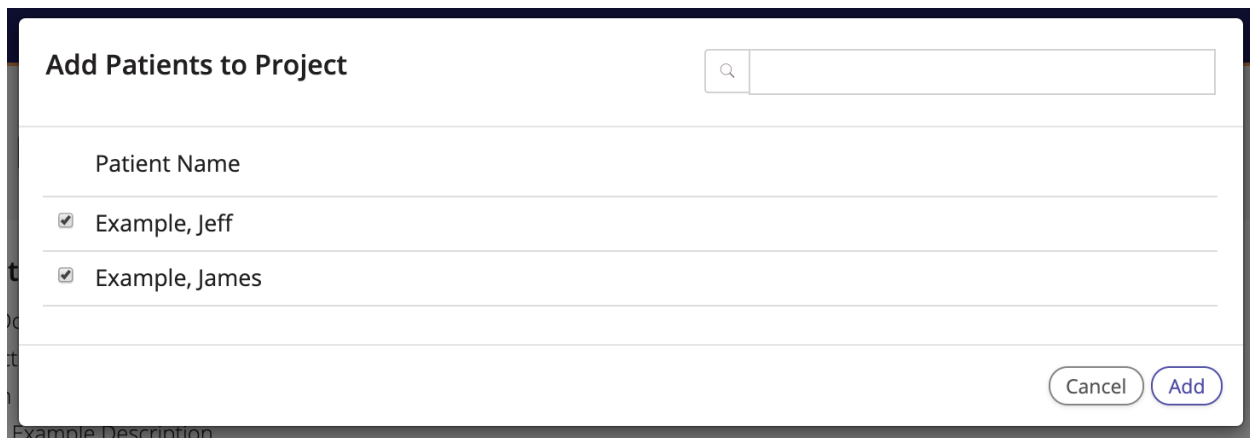 Add Patients to Project
Patient Name
Example, Jeff
Example, James
Cancel Add
Example Description